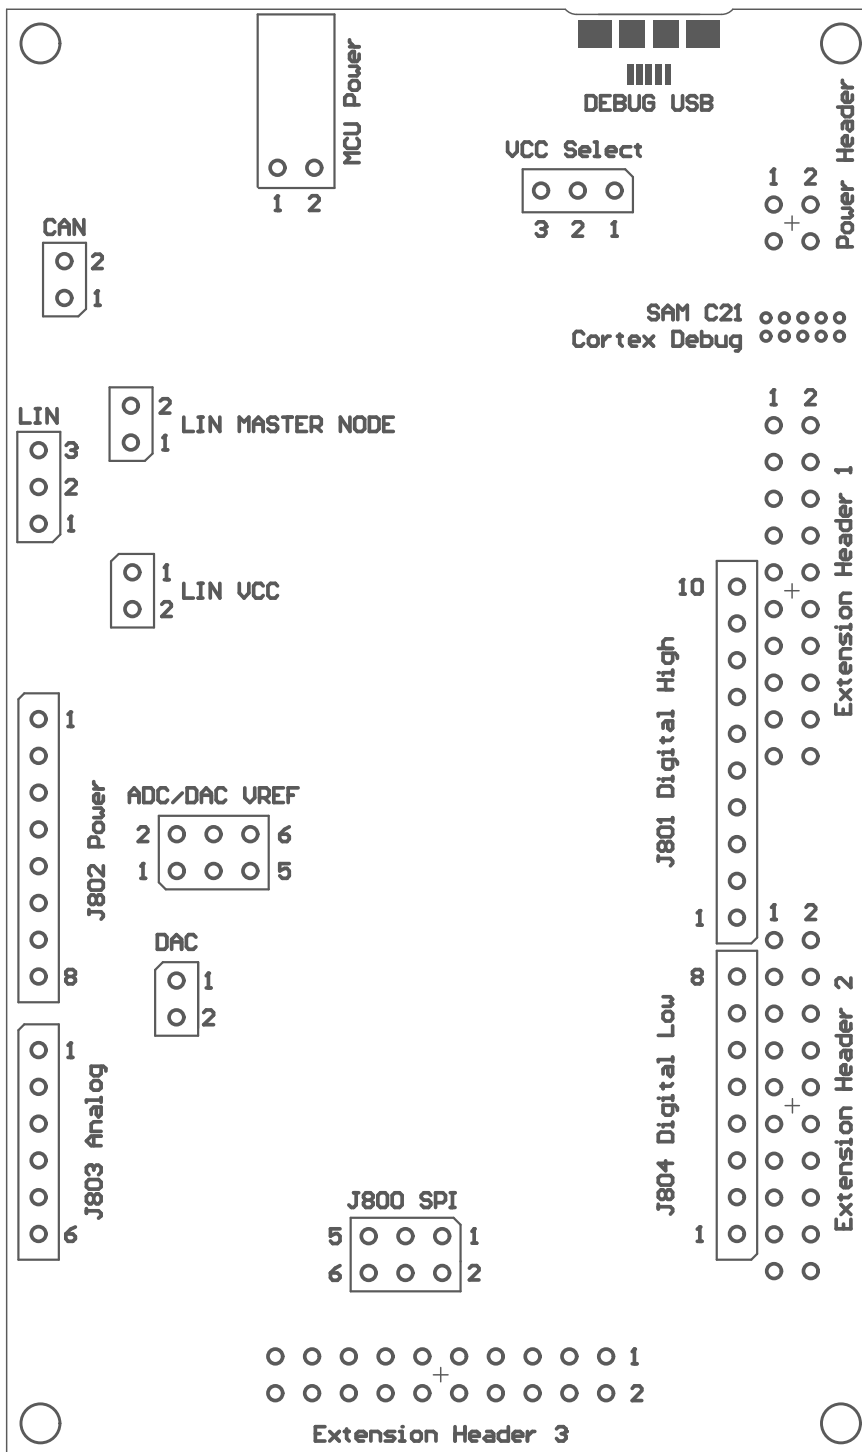 DEBUG USB
MCU Power
1 2
VCC Select
3 2 1
Power Header
1 2
CAN
2
1
SAM C21
Cortex Debug
LIN
3
2
1
2
1
LIN MASTER NODE
1 2
Extension Header 1
1
2
LIN VCC
10
J801 Digital High
1
1
J802 Power
8
ADC/DAC VREF
2 6
1 5
DAC
1
2
1 2
Extension Header 2
8
J804 Digital Low
1
1
J803 Analog
6
J800 SPI
5 1
6 2
1
2
Extension Header 3